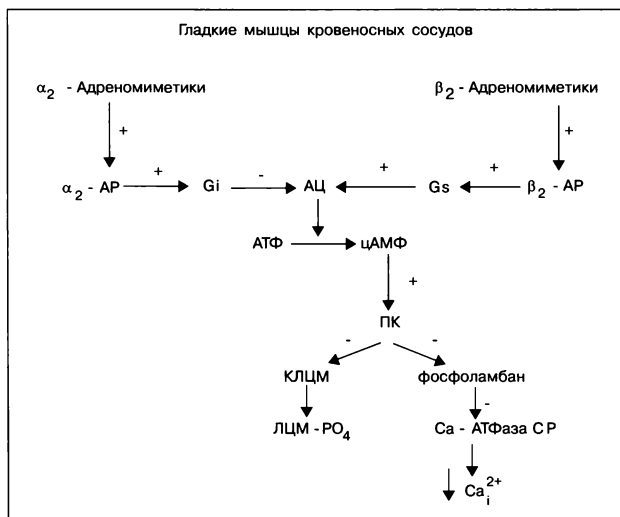 Гладкие мышцы кровеносных сосудов
α₂ - Адреномиметики β₂ - Адреномиметики
+ +
α₂ - АР + Gi - АЦ + Gs + β₂ - АР
АТФ цАМФ
+
ПК
- -
КЛЦМ фосфоламбан
-
ЛЦМ - PO₄ Ca - АТФаза СР
Ca²⁺ᵢ